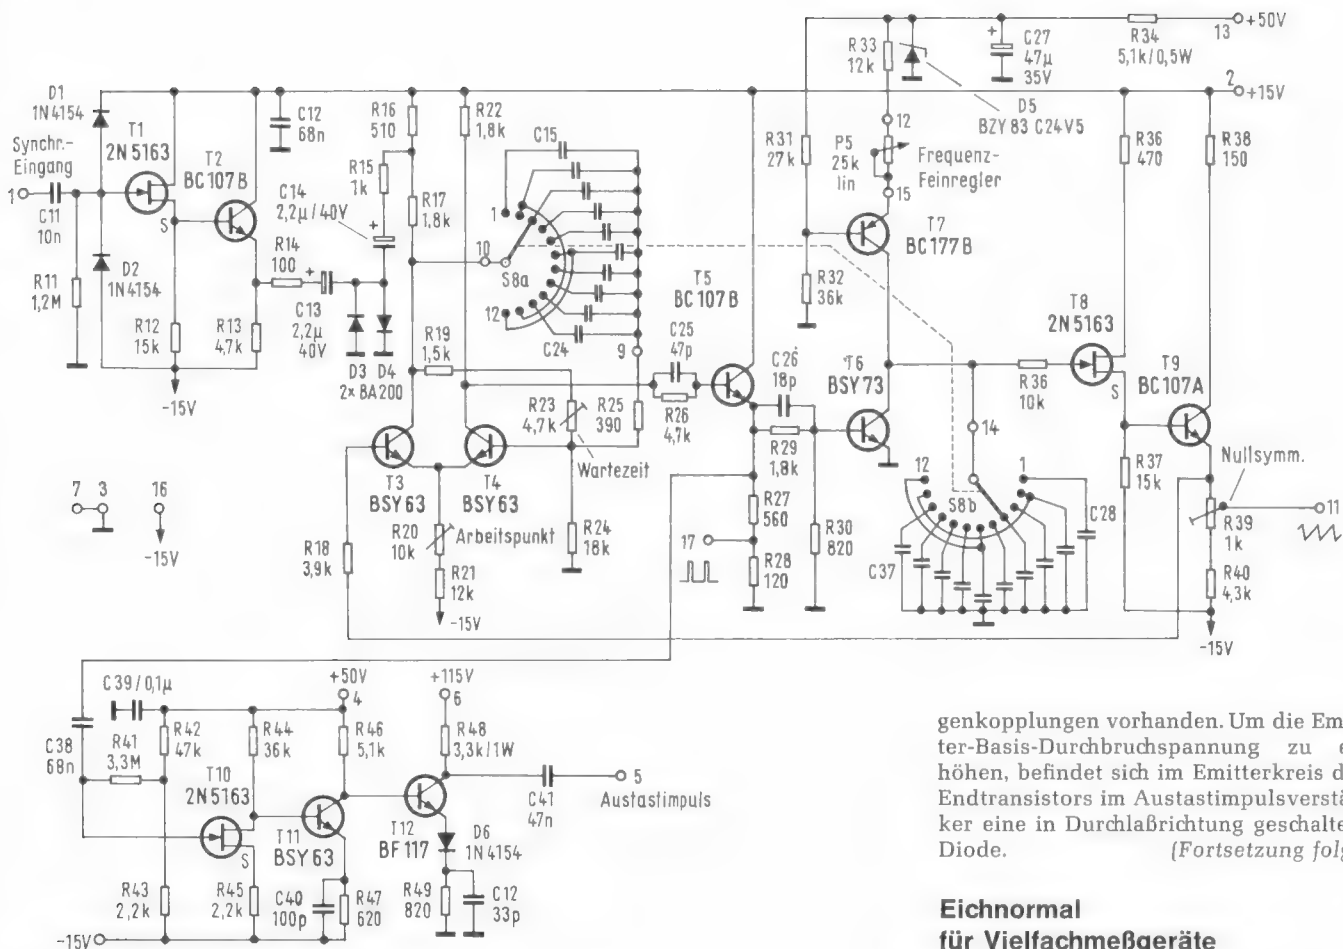 +50V
13
R34
5,1k/0,5W
C27
47µ
35V
+
R33
12k
D5
BZY 83 C24V5
2
+15V
D1
1N4154
T1
2N5163
T2
BC107B
Synchr.-
Eingang
1
C11
10n
R11
1,2M
D2
1N4154
S
R12
15k
R13
4,7k
-15V
C12
68n
R14
100
+
C13
2,2µ
40V
C14
2,2µ/40V
+
R15
1k
R16
510
R17
1,8k
R22
1,8k
D3
D4
2x BA200
C15
1
10
S8a
12
C24
9
R19
1,5k
R23
4,7k
R25
390
Wartezeit
T3
BSY63
T4
BSY63
R20
10k
Arbeitspunkt
R21
12k
-15V
R24
18k
R18
3,9k
7
3
16
-15V
T5
BC107B
C25
47p
R26
4,7k
C26
18p
R29
1,8k
R27
560
17
R28
120
R30
820
R31
27k
R32
36k
12
P5
25k
lin
15
Frequenz-
Feinregler
T7
BC177B
T6
BSY73
14
12
1
S8b
C28
C37
R36
10k
R36
470
R38
150
T8
2N5163
S
T9
BC107A
R37
15k
Nullsymm.
11
R39
1k
R40
4,3k
-15V
C39/0,1µ
+50V
4
+115V
6
C38
68n
R41
3,3M
R42
47k
R44
36k
R46
5,1k
R48
3,3k/1W
T10
2N5163
S
T11
BSY63
T12
BF117
C41
47n
5
Austastimpuls
D6
1N4154
R43
2,2k
R45
2,2k
C40
100p
R47
620
R49
820
C12
33p
-15V
genkopplungen vorhanden. Um die Emi
ter-Basis-Durchbruchspannung zu e
höhen, befindet sich im Emitterkreis d
Endtransistors im Austastimpulsverstä
ker eine in Durchlaßrichtung geschalte
Diode. (Fortsetzung folg
Eichnormal
für Vielfachmeßgeräte